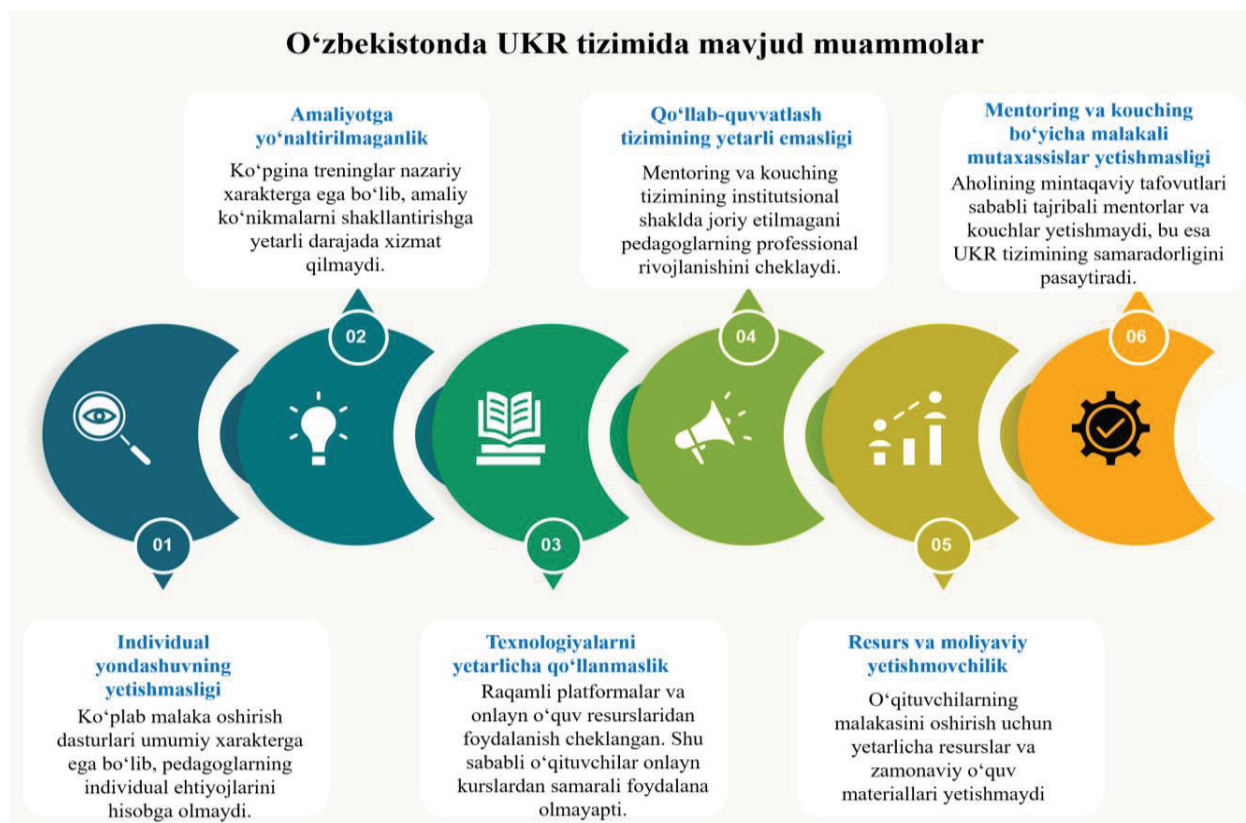 O‘zbekistonda UKR tizimida mavjud muammolar
01
Individual
yondashuvning
yetishmasligi
Ko‘plab malaka oshirish
dasturlari umumiy xarakterga
ega bo‘lib, pedagoglarning
individual ehtiyojlarini
hisobga olmaydi.
02
Amaliyotga
yo‘naltirilmaganlik
Ko‘pgina treninglar nazariy
xarakterga ega bo‘lib, amaliy
ko‘nikmalarni shakllantirishga
yetarli darajada xizmat
qilmaydi.
03
Texnologiyalarni
yetarlicha qo‘llanmaslik
Raqamli platformalar va
onlayn o‘quv resurslaridan
foydalanish cheklangan. Shu
sababli o‘qituvchilar onlayn
kurslardan samarali foydalana
olmayapti.
04
Qo‘llab-quvvatlash
tizimining yetarli emasligi
Mentoring va kouching
tizimining institutsional
shaklda joriy etilmagani
pedagoglarning professional
rivojlanishini cheklaydi.
05
Resurs va moliyaviy
yetishmovchilik
O‘qituvchilarning
malakasini oshirish uchun
yetarlicha resurslar va
zamonaviy o‘quv
materiallari yetishmaydi
06
Mentoring va kouching
bo‘yicha malakali
mutaxassislar yetishmasligi
Aholining mintaqaviy tafovutlari
sababli tajribali mentorlar va
kouchlar yetishmaydi, bu esa
UKR tizimining samaradorligini
pasaytiradi.